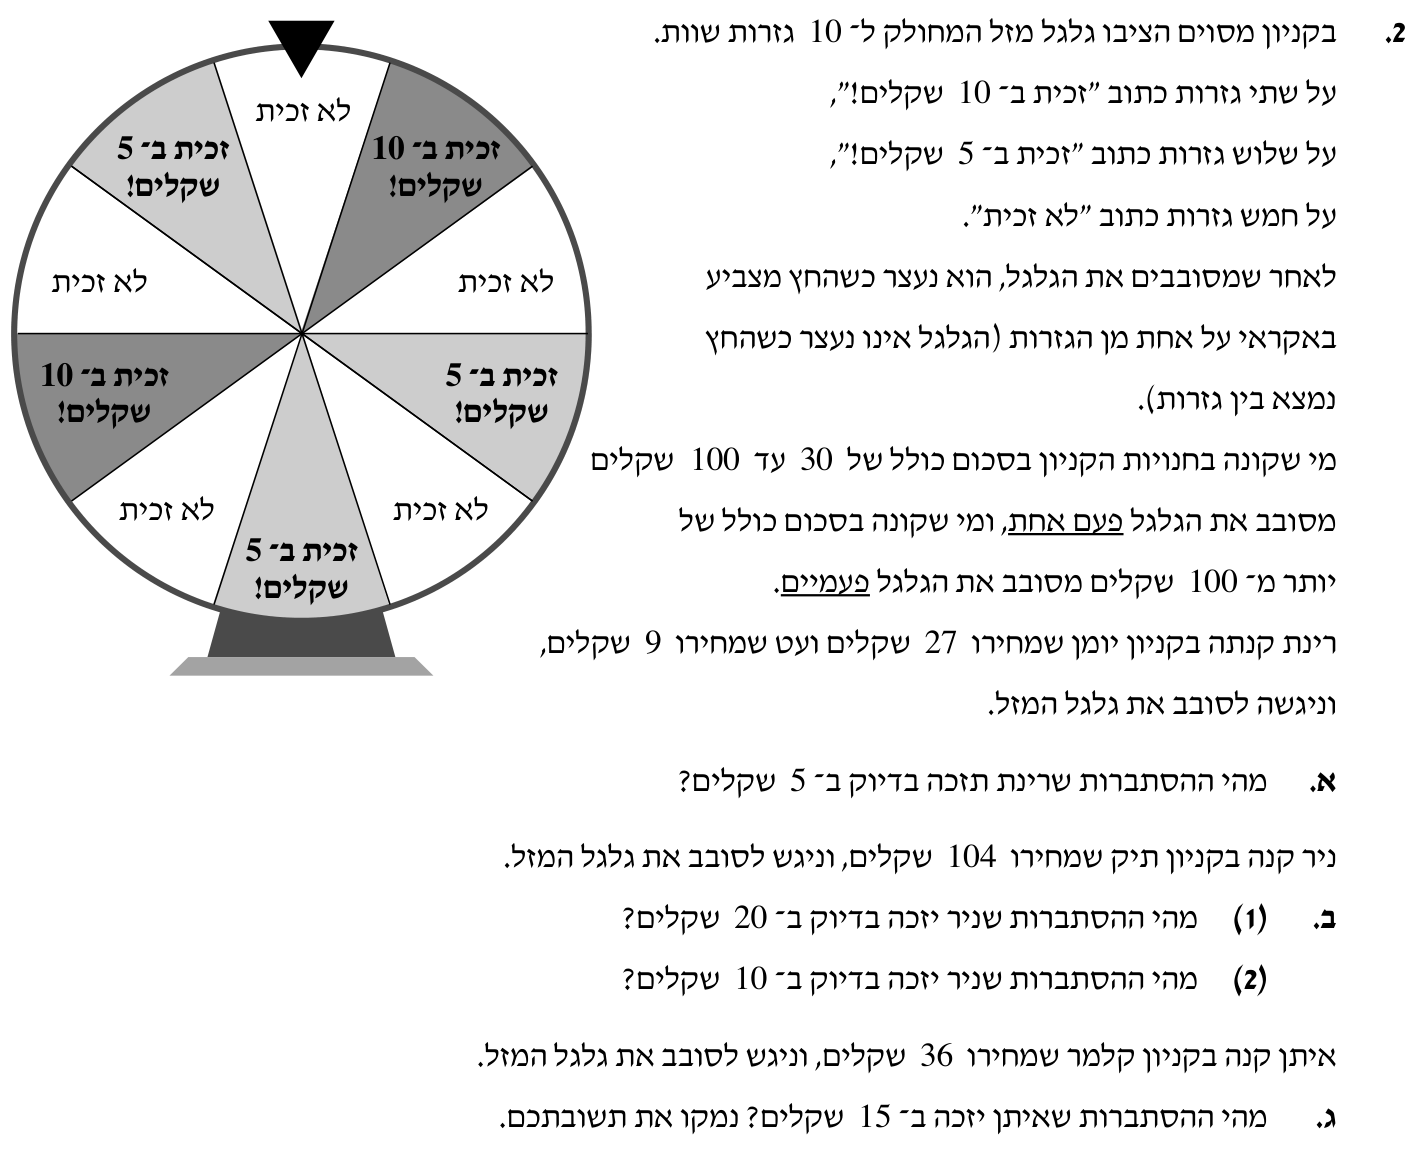 2. בקניון מסוים הציבו גלגל מזל המחולק ל־ 10 גזרות שוות.
על שתי גזרות כתוב "זכית ב־ 10 שקלים!",
על שלוש גזרות כתוב "זכית ב־ 5 שקלים!",
על חמש גזרות כתוב "לא זכית".
לאחר שמסובבים את הגלגל, הוא נעצר כשהחץ מצביע
באקראי על אחת מן הגזרות (הגלגל אינו נעצר כשהחץ
נמצא בין גזרות).
מי שקונה בחנויות הקניון בסכום כולל של 30 עד 100 שקלים
מסובב את הגלגל פעם אחת, ומי שקונה בסכום כולל של
יותר מ־ 100 שקלים מסובב את הגלגל פעמיים.
רינת קנתה בקניון יומן שמחירו 27 שקלים ועט שמחירו 9 שקלים,
וניגשה לסובב את גלגל המזל.
א. מהי ההסתברות שרינת תזכה בדיוק ב־ 5 שקלים?
ניר קנה בקניון תיק שמחירו 104 שקלים, וניגש לסובב את גלגל המזל.
ב. (1) מהי ההסתברות שניר יזכה בדיוק ב־ 20 שקלים?
(2) מהי ההסתברות שניר יזכה בדיוק ב־ 10 שקלים?
איתן קנה בקניון קלמר שמחירו 36 שקלים, וניגש לסובב את גלגל המזל.
ג. מהי ההסתברות שאיתן יזכה ב־ 15 שקלים? נמקו את תשובתכם.
לא זכית
זכית ב־ 10
שקלים!
לא זכית
זכית ב־ 5
שקלים!
לא זכית
זכית ב־ 5
שקלים!
לא זכית
זכית ב־ 10
שקלים!
לא זכית
זכית ב־ 5
שקלים!